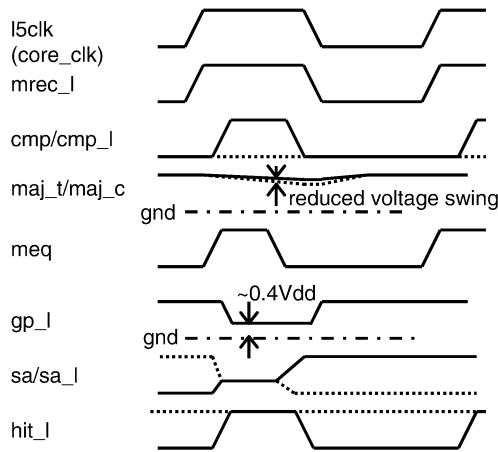 l5clk
(core_clk)
mrec_l
cmp/cmp_l
maj_t/maj_c
reduced voltage swing
gnd
meq
~0.4Vdd
gp_l
gnd
sa/sa_l
hit_l